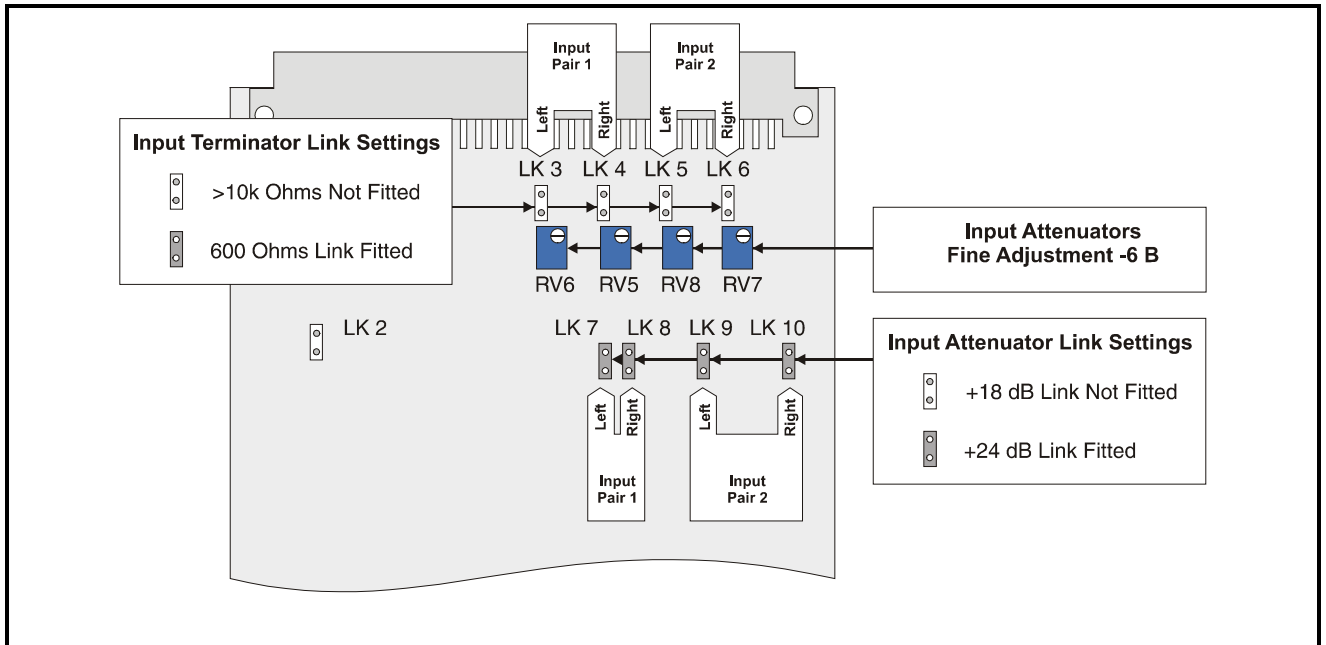 Input
Pair 1
Input
Pair 2
Left
Right
Left
Right
Input Terminator Link Settings
>10k Ohms Not Fitted
600 Ohms Link Fitted
LK 3
LK 4
LK 5
LK 6
RV6
RV5
RV8
RV7
Input Attenuators
Fine Adjustment -6 B
LK 2
LK 7
LK 8
LK 9
LK 10
Input Attenuator Link Settings
+18 dB Link Not Fitted
+24 dB Link Fitted
Left
Right
Left
Right
Input
Pair 1
Input
Pair 2